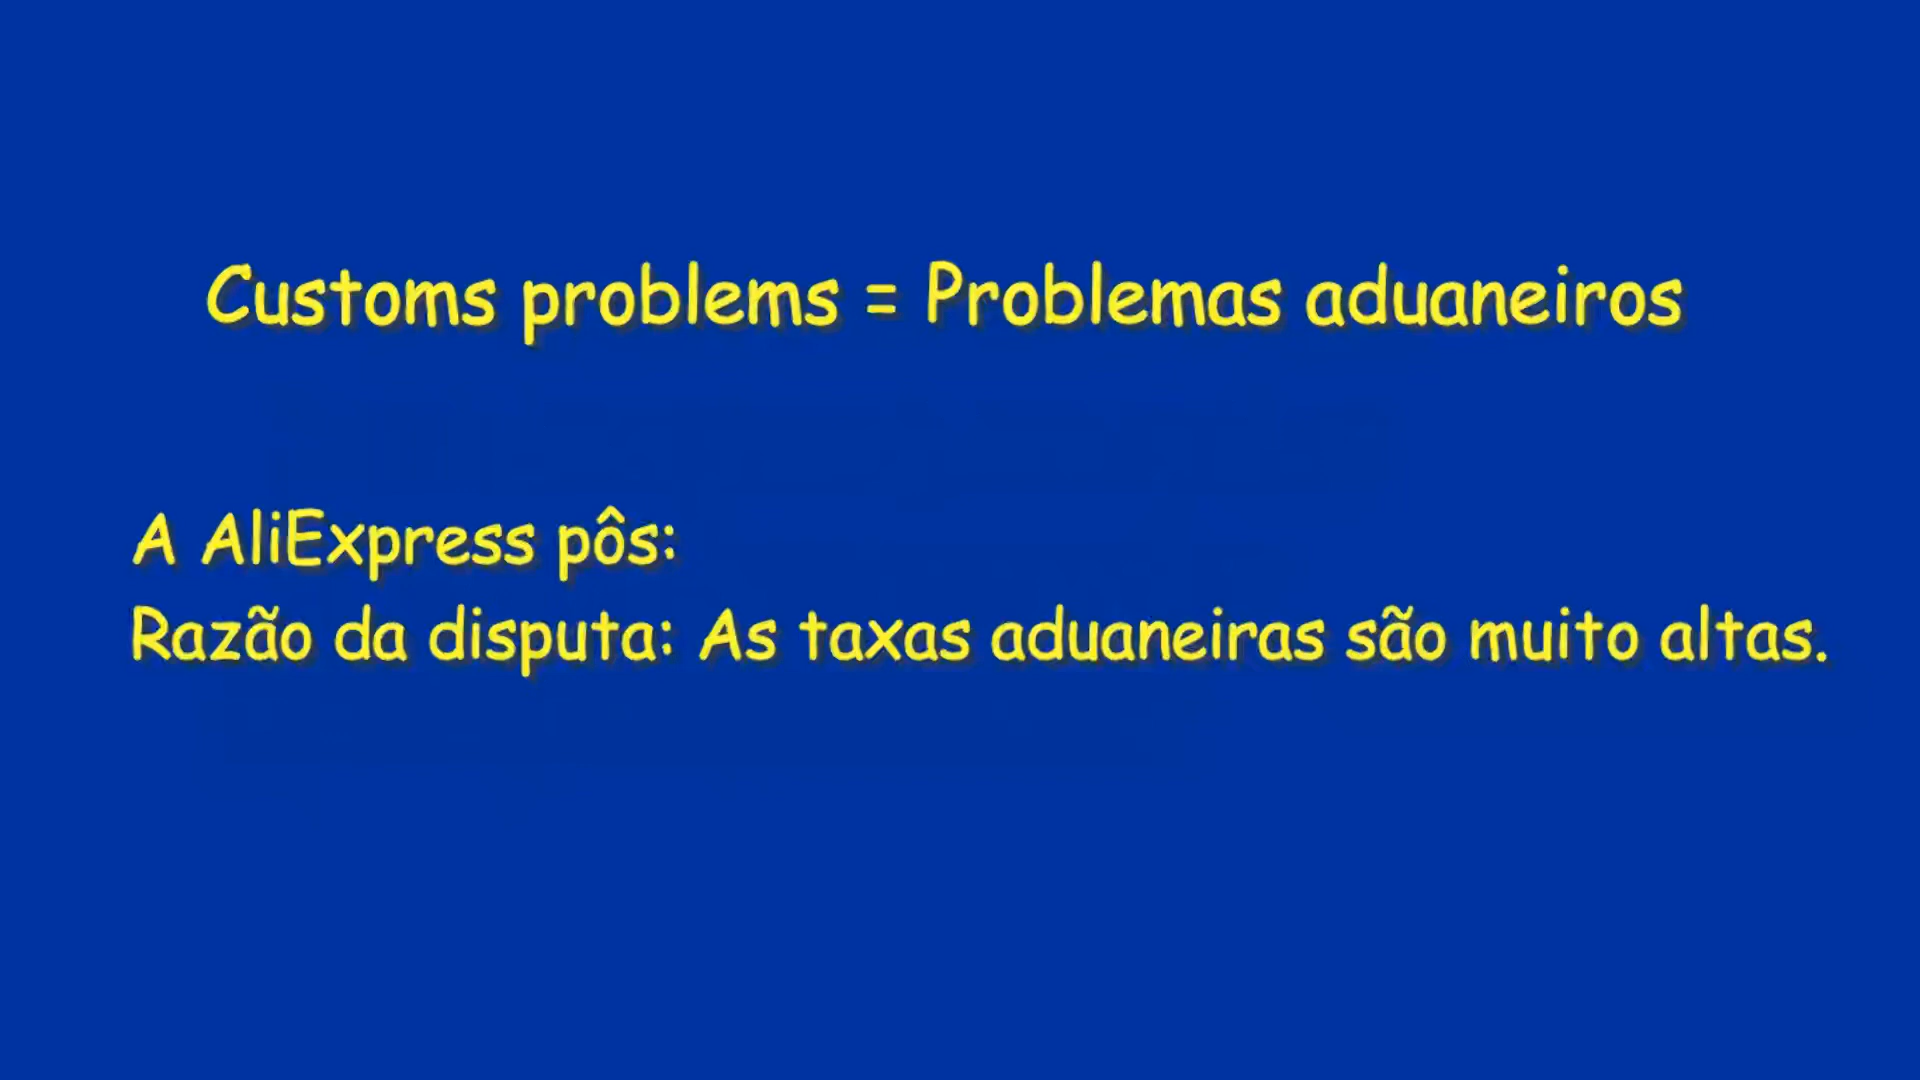 Customs problems = Problemas aduaneiros
A AliExpress pôs:
Razão da disputa: As taxas aduaneiras são muito altas.